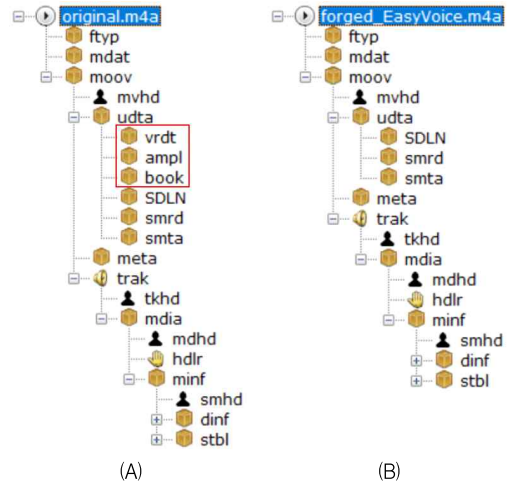 original.m4a
ftyp
mdat
moov
mvhd
udta
vrdt
ampl
book
SDLN
smrd
smta
meta
trak
tkhd
mdia
mdhd
hdlr
minf
smhd
dinf
stbl
(A)
forged_EasyVoice.m4a
ftyp
mdat
moov
mvhd
udta
SDLN
smrd
smta
meta
trak
tkhd
mdia
mdhd
hdlr
minf
smhd
dinf
stbl
(B)